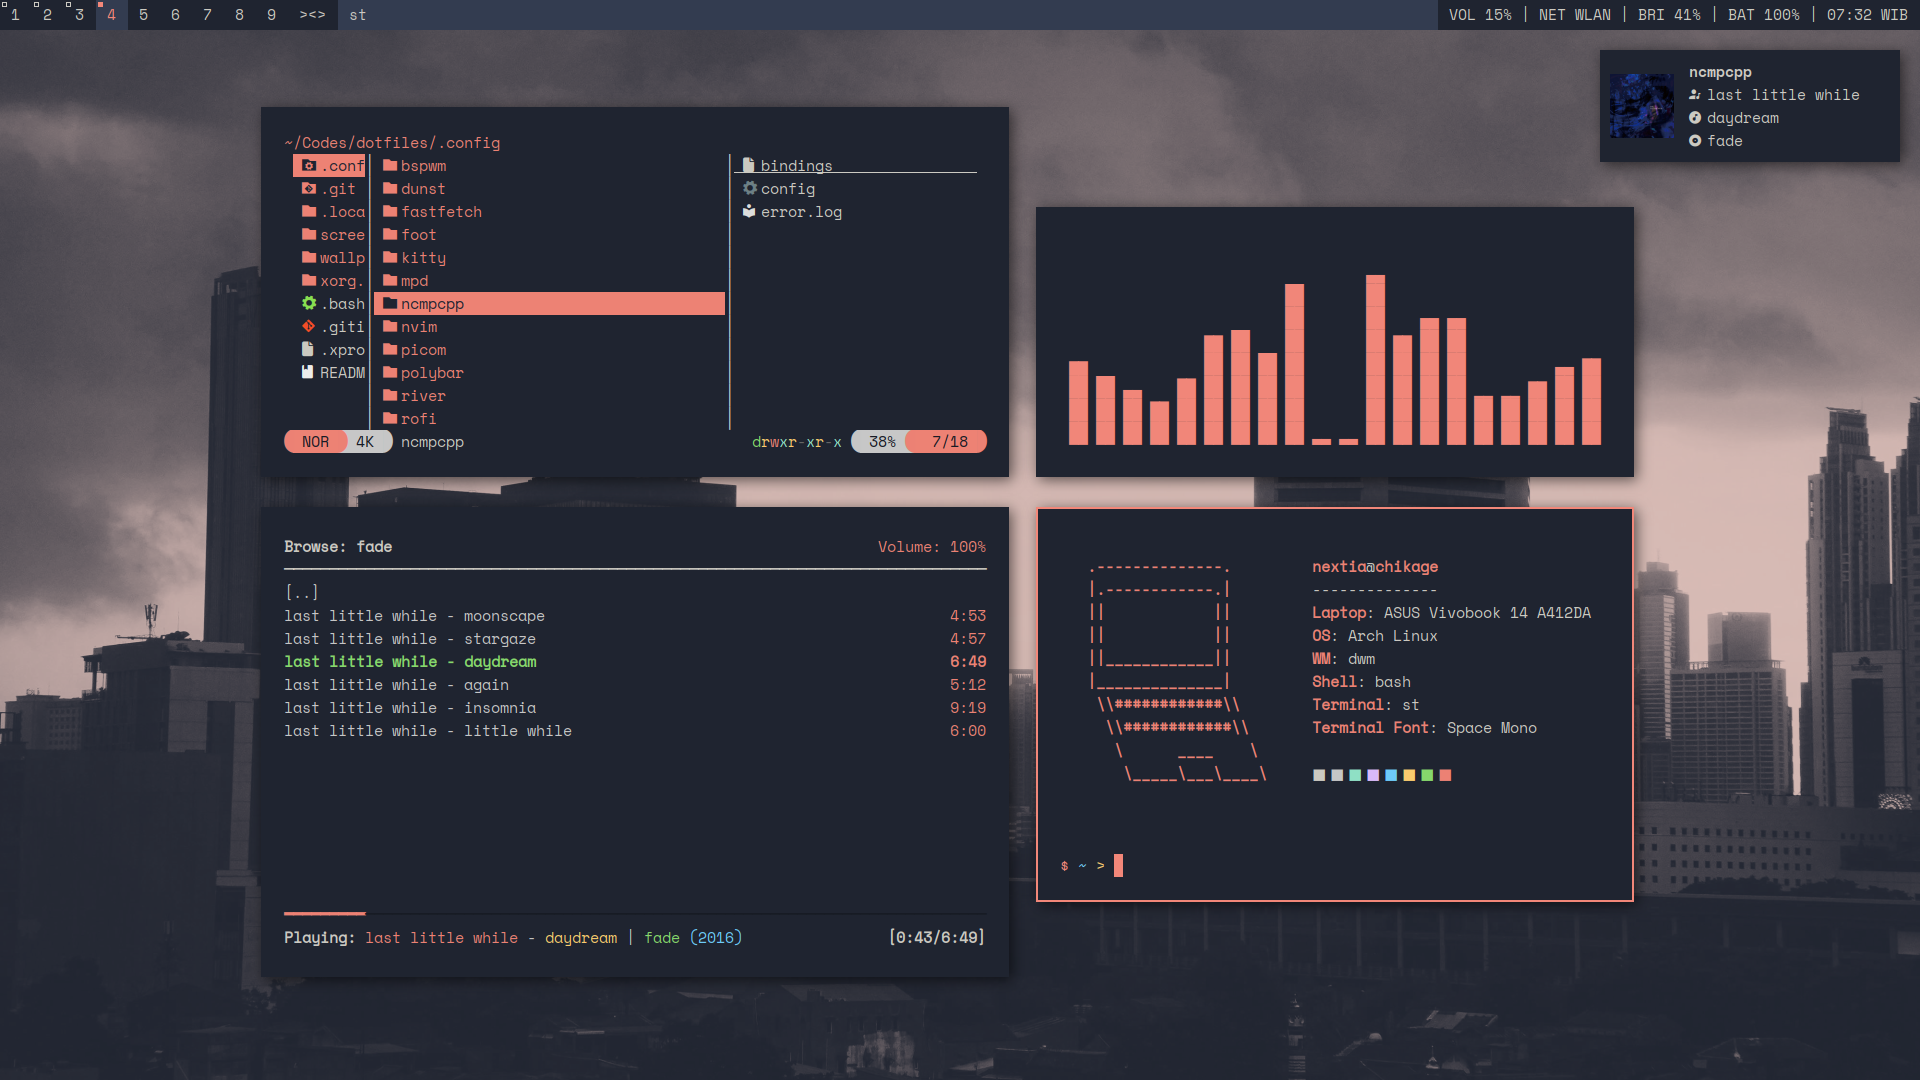 1 2 3 4 5 6 7 8 9 ><> st VOL 15% | NET WLAN | BRI 41% | BAT 100% | 07:32 WIB
ncmpcpp
last little while
daydream
fade
~/Codes/dotfiles/.config
.conf
.git
.loca
scree
wallp
xorg.
.bash
.giti
.xpro
READM
bspwm
dunst
fastfetch
foot
kitty
mpd
ncmpcpp
nvim
picom
polybar
river
rofi
bindings
config
error.log
NOR 4K ncmpcpp drwxr-xr-x 38% 7/18
Browse: fade Volume: 100%
[..]
last little while - moonscape 4:53
last little while - stargaze 4:57
last little while - daydream 6:49
last little while - again 5:12
last little while - insomnia 9:19
last little while - little while 6:00
Playing: last little while - daydream | fade (2016) [0:43/6:49]
.--------------.
|.------------.|
||            ||
||            ||
||____________||
|______________|
\\############\\
\\############\\
\      ____    \
\_____\___\____\
nextia@chikage
--------------
Laptop: ASUS Vivobook 14 A412DA
OS: Arch Linux
WM: dwm
Shell: bash
Terminal: st
Terminal Font: Space Mono
$ ~ >